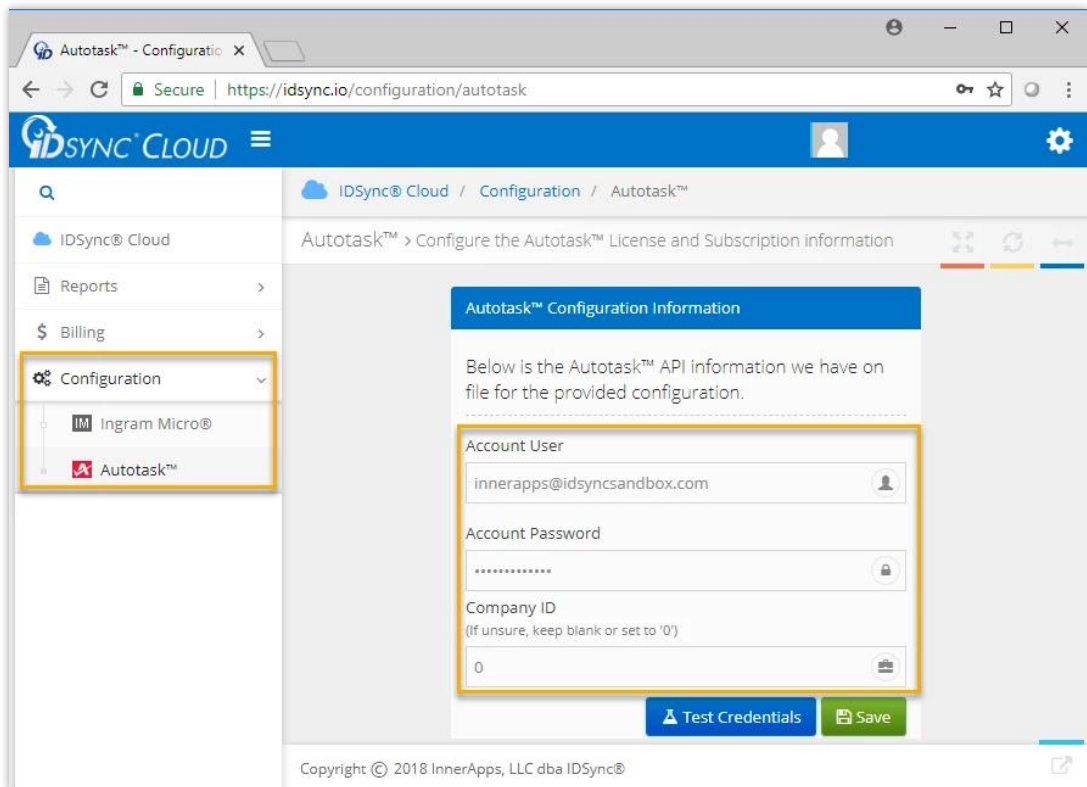 Autotask™ - Configuratio
Secure | https://idsync.io/configuration/autotask
IDSYNC® CLOUD
IDSync® Cloud / Configuration / Autotask™
IDSync® Cloud
Autotask™ › Configure the Autotask™ License and Subscription information
Reports
Billing
Configuration
IM Ingram Micro®
Autotask™
Autotask™ Configuration Information
Below is the Autotask™ API information we have on
file for the provided configuration.
Account User
innerapps@idsyncsandbox.com
Account Password
•••••••••••••
Company ID
(If unsure, keep blank or set to '0')
0
Test Credentials
Save
Copyright © 2018 InnerApps, LLC dba IDSync®